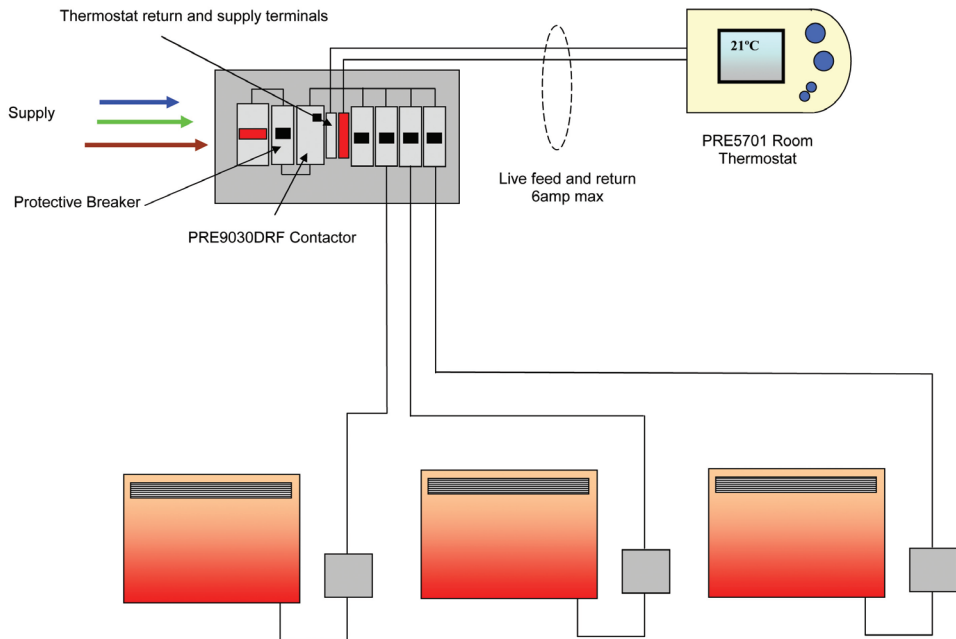 Thermostat return and supply terminals
21°C
Supply
PRE5701 Room
Thermostat
Live feed and return
6amp max
Protective Breaker
PRE9030DRF Contactor